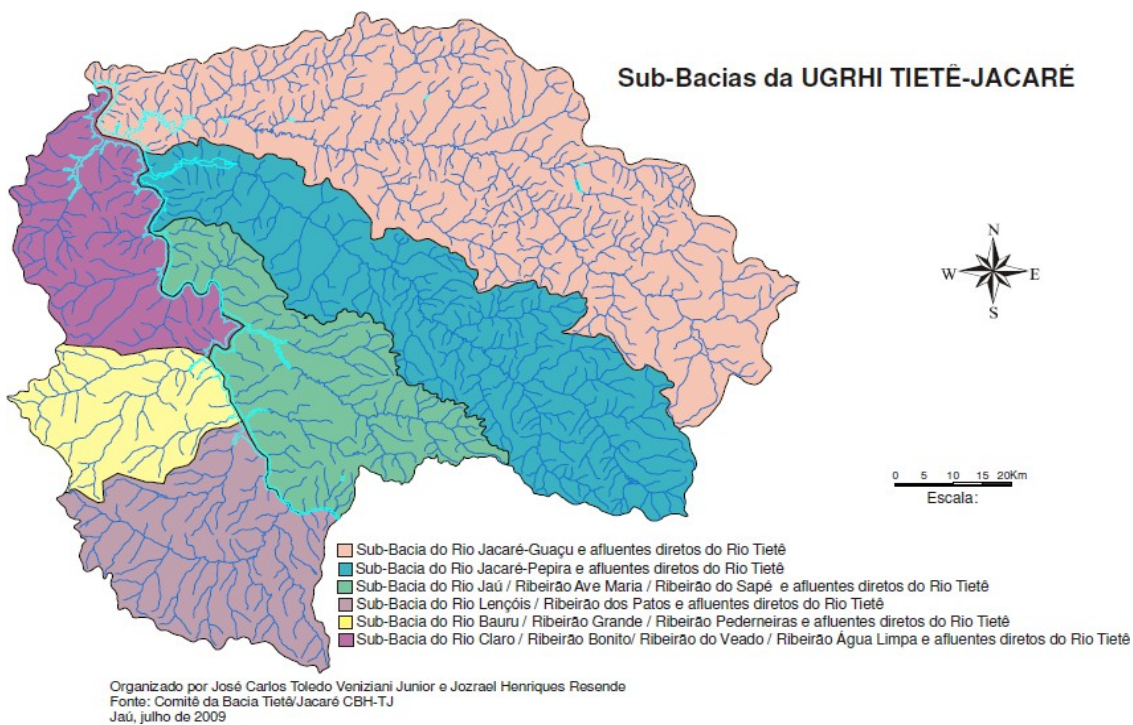 Sub-Bacias da UGRHI TIETÊ-JACARÉ
N
W E
S
0 5 10 15 20Km
Escala:
Sub-Bacia do Rio Jacaré-Guaçu e afluentes diretos do Rio Tietê
Sub-Bacia do Rio Jacaré-Pepira e afluentes diretos do Rio Tietê
Sub-Bacia do Rio Jaú / Ribeirão Ave Maria / Ribeirão do Sapé e afluentes diretos do Rio Tietê
Sub-Bacia do Rio Lençóis / Ribeirão dos Patos e afluentes diretos do Rio Tietê
Sub-Bacia do Rio Bauru / Ribeirão Grande / Ribeirão Pederneiras e afluentes diretos do Rio Tietê
Sub-Bacia do Rio Claro / Ribeirão Bonito/ Ribeirão do Veado / Ribeirão Água Limpa e afluentes diretos do Rio Tietê
Organizado por José Carlos Toledo Veniziani Junior e Jozrael Henriques Resende
Fonte: Comitê da Bacia Tietê/Jacaré CBH-TJ
Jaú, julho de 2009